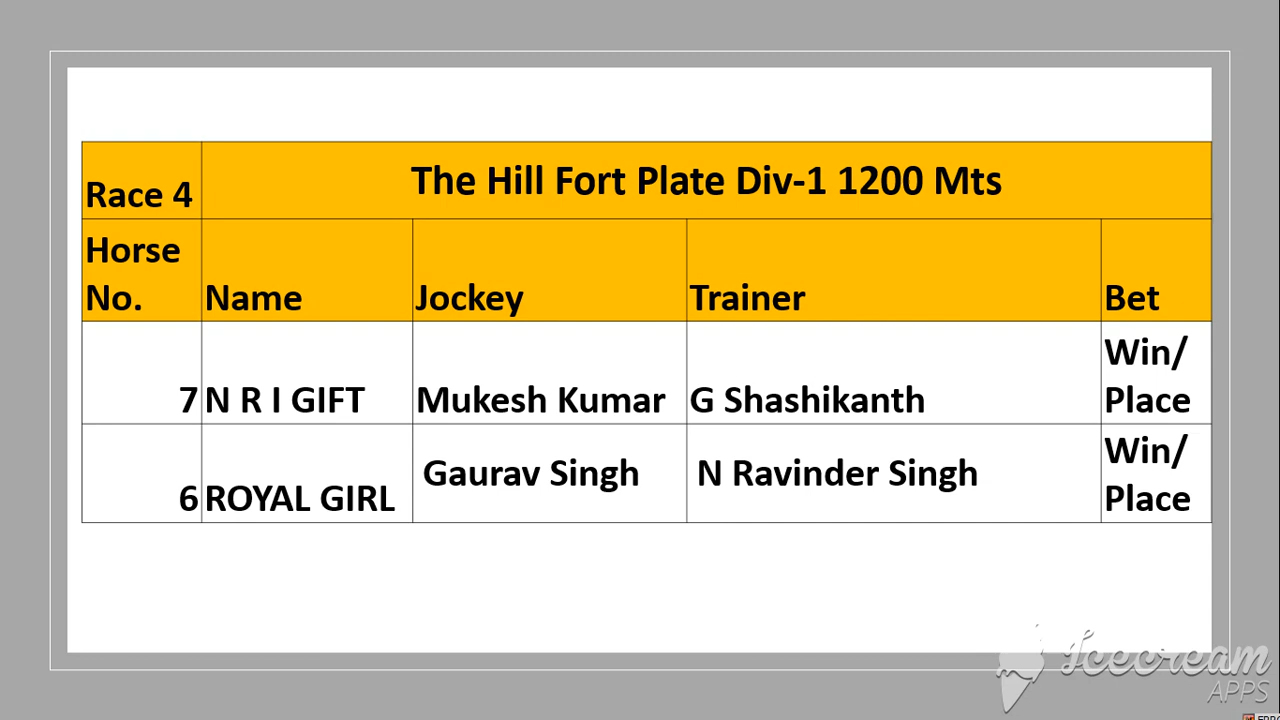 Race 4 The Hill Fort Plate Div-1 1200 Mts
Horse
No. Name Jockey Trainer Bet
Win/
7 N R I GIFT Mukesh Kumar G Shashikanth Place
Gaurav Singh N Ravinder Singh Win/
6 ROYAL GIRL Place
Icecream
APPS